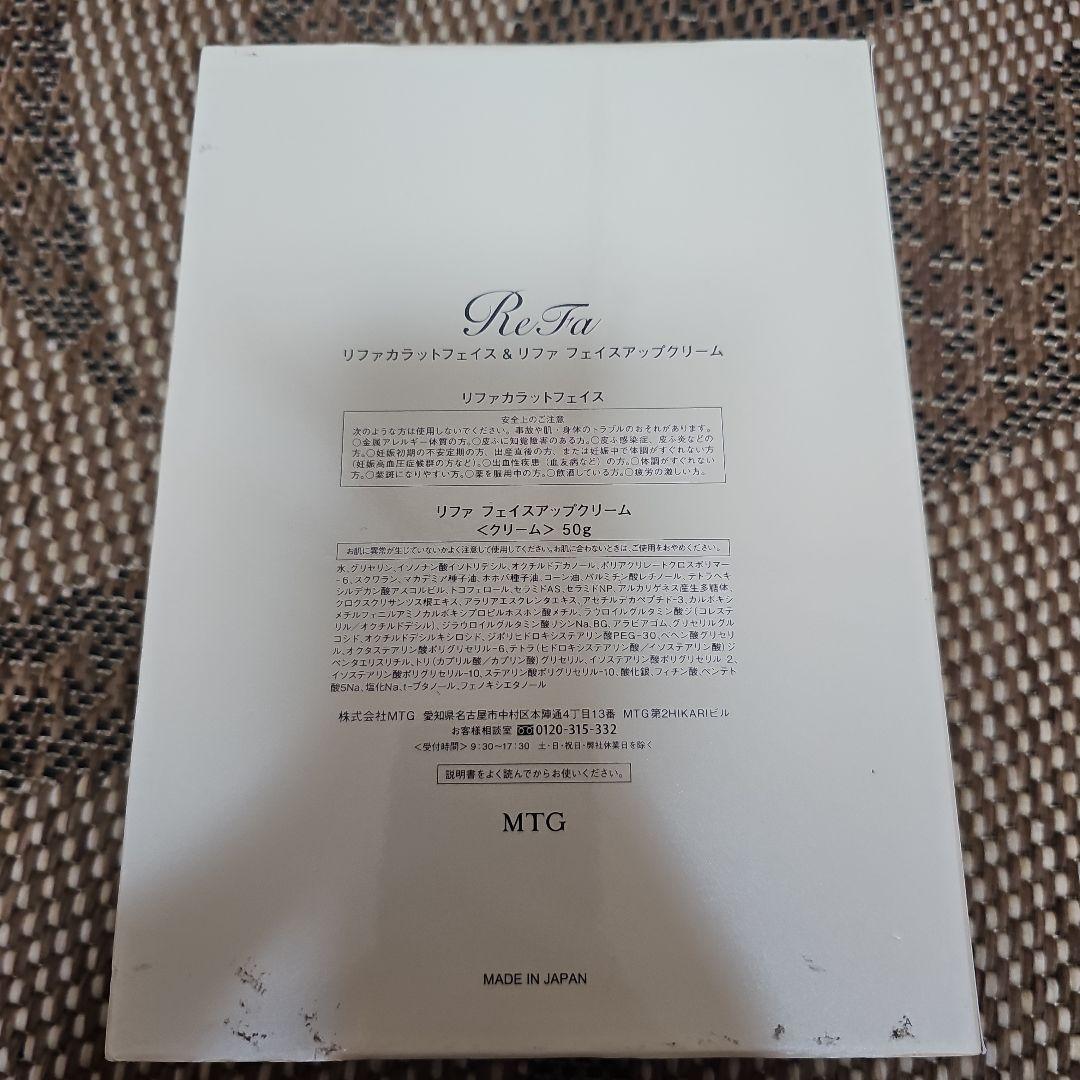 ReFa
リファカラットフェイス & リファ フェイスアップクリーム
リファカラットフェイス
安全上のご注意
次のような方は使用しないでください。事故や肌・身体のトラブルのおそれがあります。
○金属アレルギー体質の方。○皮ふに知覚障害のある方。○皮ふ感染症、皮ふ炎などの
方。○妊娠初期の不安定期の方、出産直後の方、または妊娠中で体調がすぐれない方
(妊娠高血圧症候群の方など)。○出血性疾患(血友病など)の方。○体調がすぐれない
方。○紫斑になりやすい方。○薬を服用中の方。○飲酒している方。○疲労の激しい方。
リファ フェイスアップクリーム
<クリーム> 50g
お肌に異常が生じていないかよく注意して使用してください。お肌に合わないときは、ご使用をおやめください。
水、グリセリン、イソノナン酸イソトリデシル、オクチルドデカノール、ポリアクリレートクロスポリマー
-6、スクワラン、マカデミア種子油、ホホバ種子油、コーン油、パルミチン酸レチノール、テトラヘキ
シルデカン酸アスコルビル、トコフェロール、セラミドAS、セラミドNP、アルカリゲネス産生多糖体、
クロクスクリサンツス根エキス、アラリアエスクレンタエキス、アセチルデカペプチド-3、カルボキシ
メチルフェニルアミノカルボキシプロピルホスホン酸メチル、ラウロイルグルタミン酸ジ(コレステ
リル/オクチルドデシル)、ジラウロイルグルタミン酸リシンNa、BG、アラビアゴム、グリセリルグル
コシド、オクチルドデシルキシロシド、ジポリヒドロキシステアリン酸PEG-30、ベヘン酸グリセリ
ル、オクタステアリン酸ポリグリセリル-6、テトラ(ヒドロキシステアリン酸/イソステアリン酸)ジ
ペンタエリスリチル、トリ(カプリル酸/カプリン酸)グリセリル、イソステアリン酸ポリグリセリル-2、
イソステアリン酸ポリグリセリル-10、ステアリン酸ポリグリセリル-10、酸化銀、フィチン酸、ペンテト
酸5Na、塩化Na、t-ブタノール、フェノキシエタノール
株式会社MTG 愛知県名古屋市中村区本陣通4丁目13番 MTG第2HIKARIビル
お客様相談室 0120-315-332
<受付時間> 9:30〜17:30 土・日・祝日・弊社休業日を除く
説明書をよく読んでからお使いください。
MTG
MADE IN JAPAN